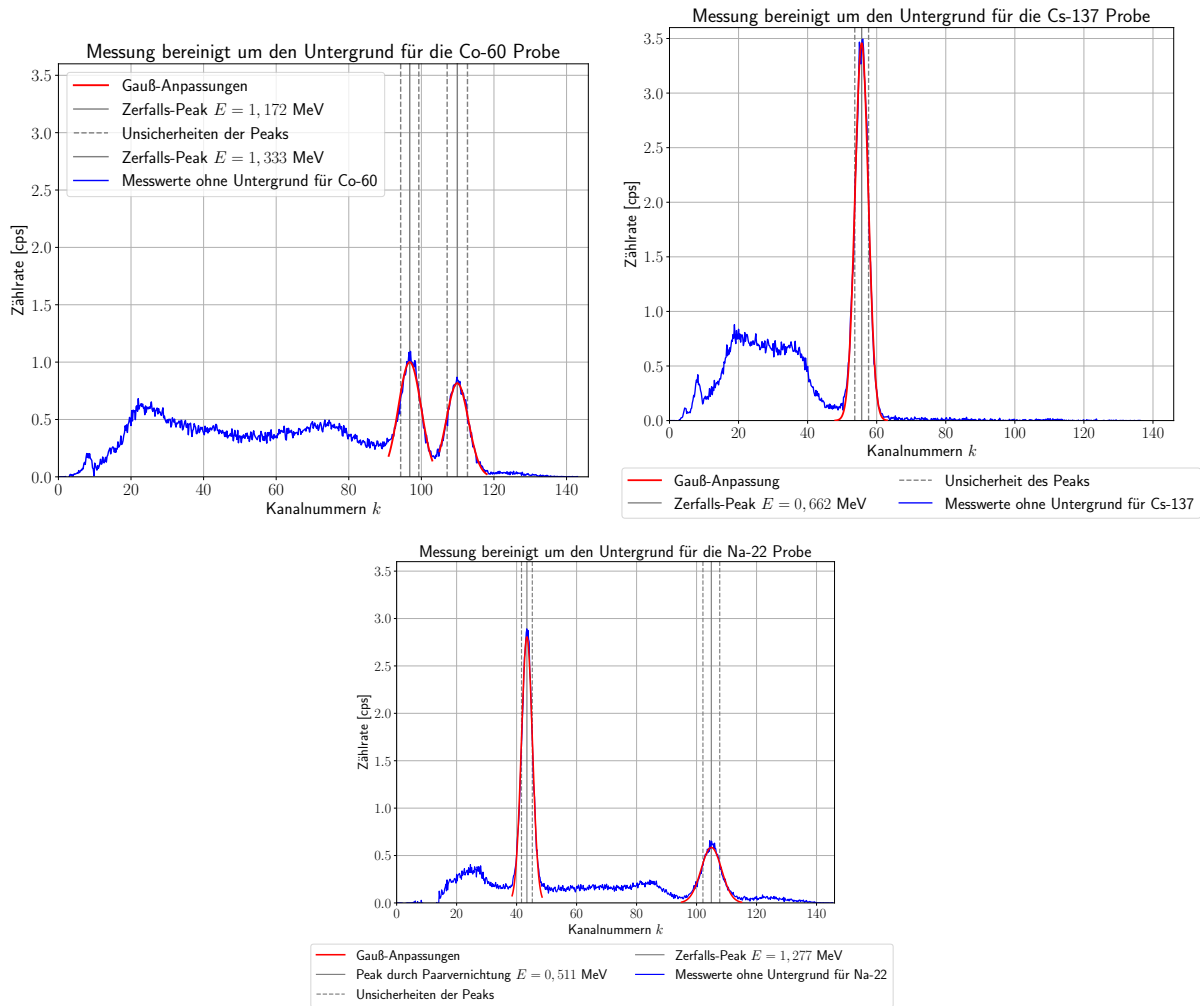 Messung bereinigt um den Untergrund für die Co-60 Probe
3.5
3.0
2.5
2.0
1.5
1.0
0.5
0.0
Zählrate [cps]
Gauß-Anpassungen
Zerfalls-Peak E = 1, 172 MeV
Unsicherheiten der Peaks
Zerfalls-Peak E = 1, 333 MeV
Messwerte ohne Untergrund für Co-60
0 20 40 60 80 100 120 140
Kanalnummern k
Messung bereinigt um den Untergrund für die Cs-137 Probe
3.5
3.0
2.5
2.0
1.5
1.0
0.5
0.0
Zählrate [cps]
20 40 60 80 100 120 140
Kanalnummern k
Gauß-Anpassung
Zerfalls-Peak E = 0, 662 MeV
Unsicherheit des Peaks
Messwerte ohne Untergrund für Cs-137
Messung bereinigt um den Untergrund für die Na-22 Probe
3.5
3.0
2.5
2.0
1.5
1.0
0.5
0.0
Zählrate [cps]
0 20 40 60 80 100 120 140
Kanalnummern k
Gauß-Anpassungen
Peak durch Paarvernichtung E = 0, 511 MeV
Unsicherheiten der Peaks
Zerfalls-Peak E = 1, 277 MeV
Messwerte ohne Untergrund für Na-22